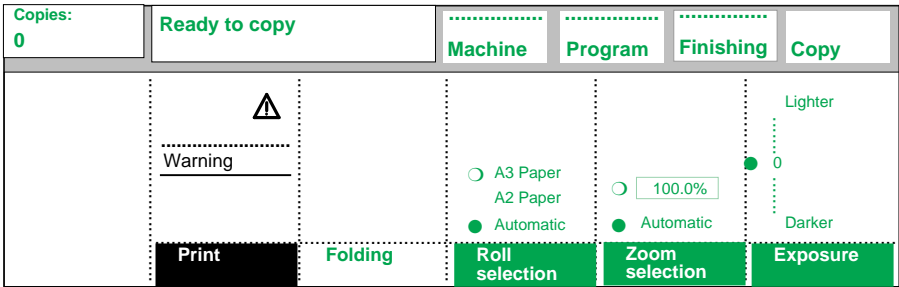 Copies:
0
Ready to copy
Machine
Program
Finishing
Copy
Warning
A3 Paper
A2 Paper
Automatic
100.0%
Automatic
Lighter
0
Darker
Print
Folding
Roll
selection
Zoom
selection
Exposure